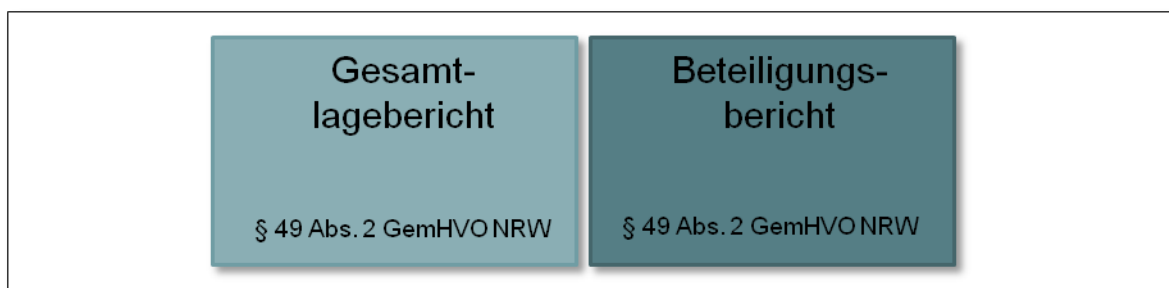 Gesamt-
lagebericht
§ 49 Abs. 2 GemHVO NRW
Beteiligungs-
bericht
§ 49 Abs. 2 GemHVO NRW